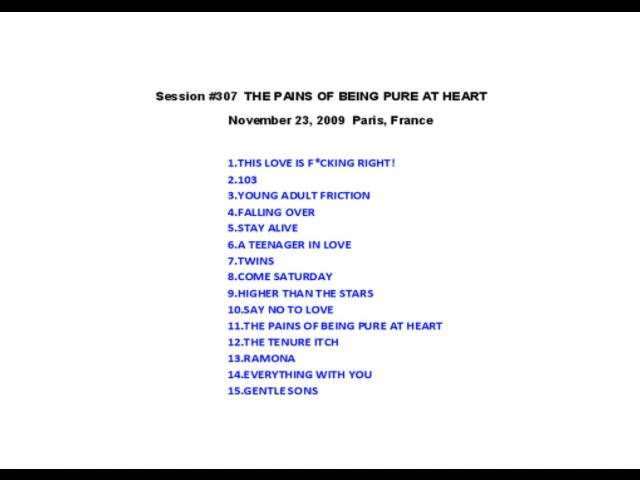 Session #307 THE PAINS OF BEING PURE AT HEART
November 23, 2009 Paris, France
1.THIS LOVE IS F*CKING RIGHT!
2.103
3.YOUNG ADULT FRICTION
4.FALLING OVER
5.STAY ALIVE
6.A TEENAGER IN LOVE
7.TWINS
8.COME SATURDAY
9.HIGHER THAN THE STARS
10.SAY NO TO LOVE
11.THE PAINS OF BEING PURE AT HEART
12.THE TENURE ITCH
13.RAMONA
14.EVERYTHING WITH YOU
15.GENTLE SONS